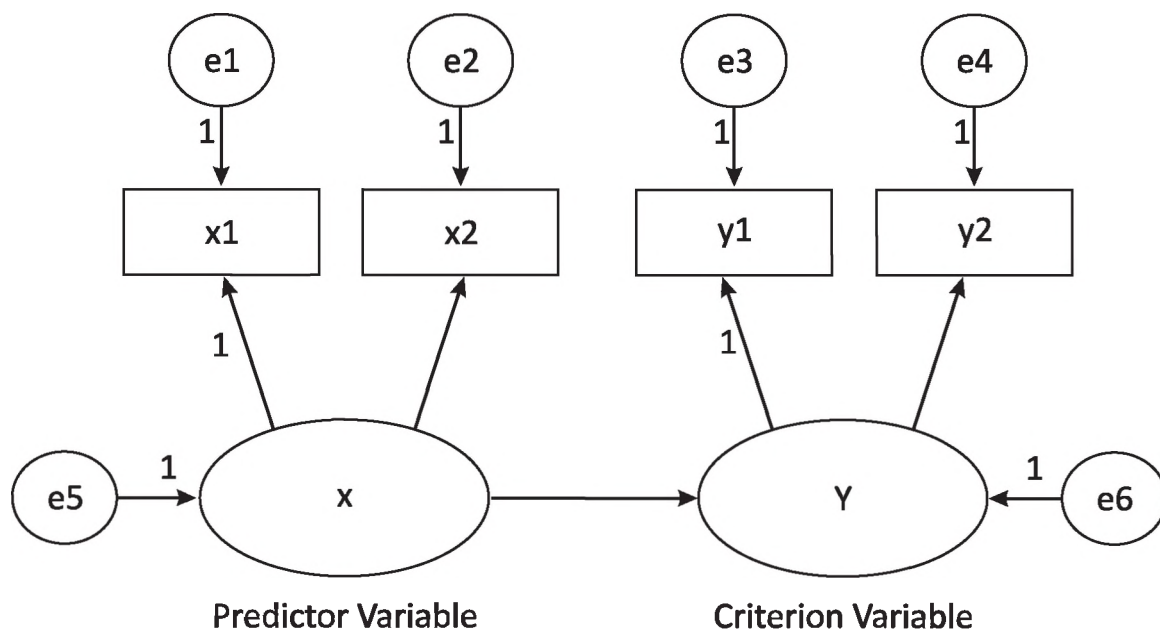 e1 e2 e3 e4
1 1 1 1
x1 x2 y1 y2
1 1
e5 1 x Y 1 e6
Predictor Variable Criterion Variable